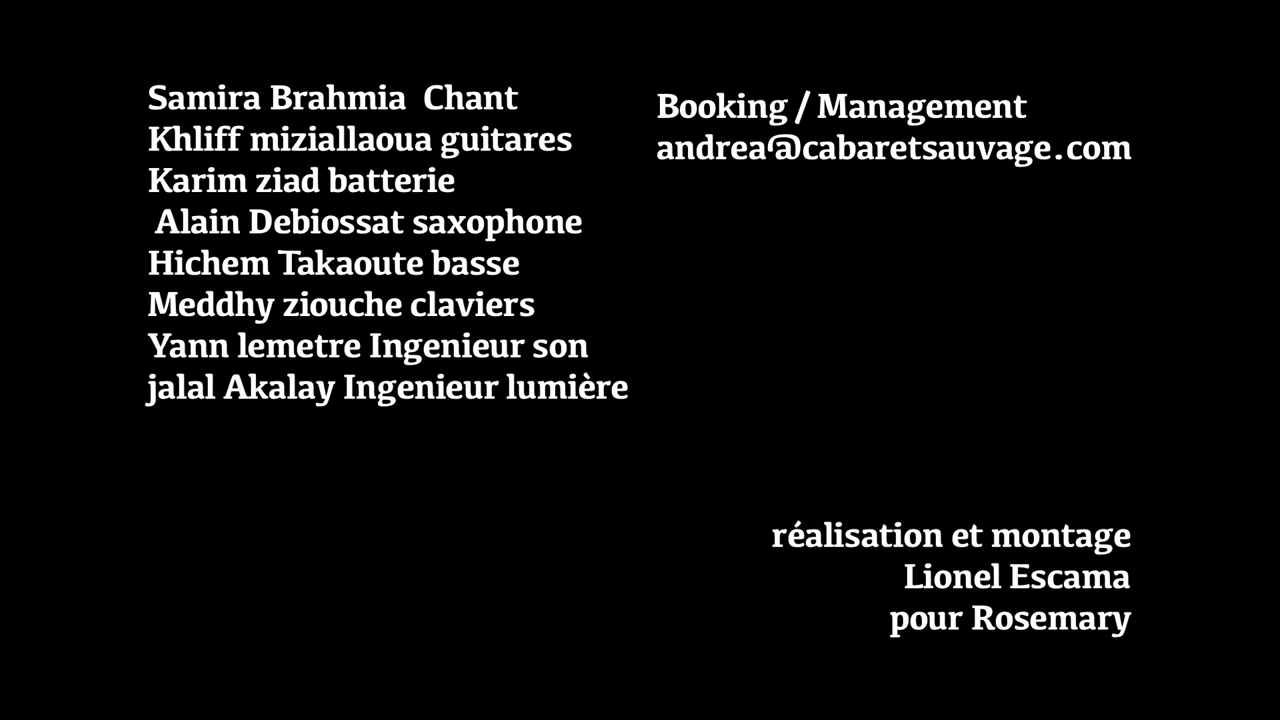 Samira Brahmia  Chant
Khliff miziallaoua guitares
Karim ziad batterie
Alain Debiossat saxophone
Hichem Takaoute basse
Meddhy ziouche claviers
Yann lemetre Ingenieur son
jalal Akalay Ingenieur lumière
Booking / Management
andrea@cabaretsauvage.com
réalisation et montage
Lionel Escama
pour Rosemary